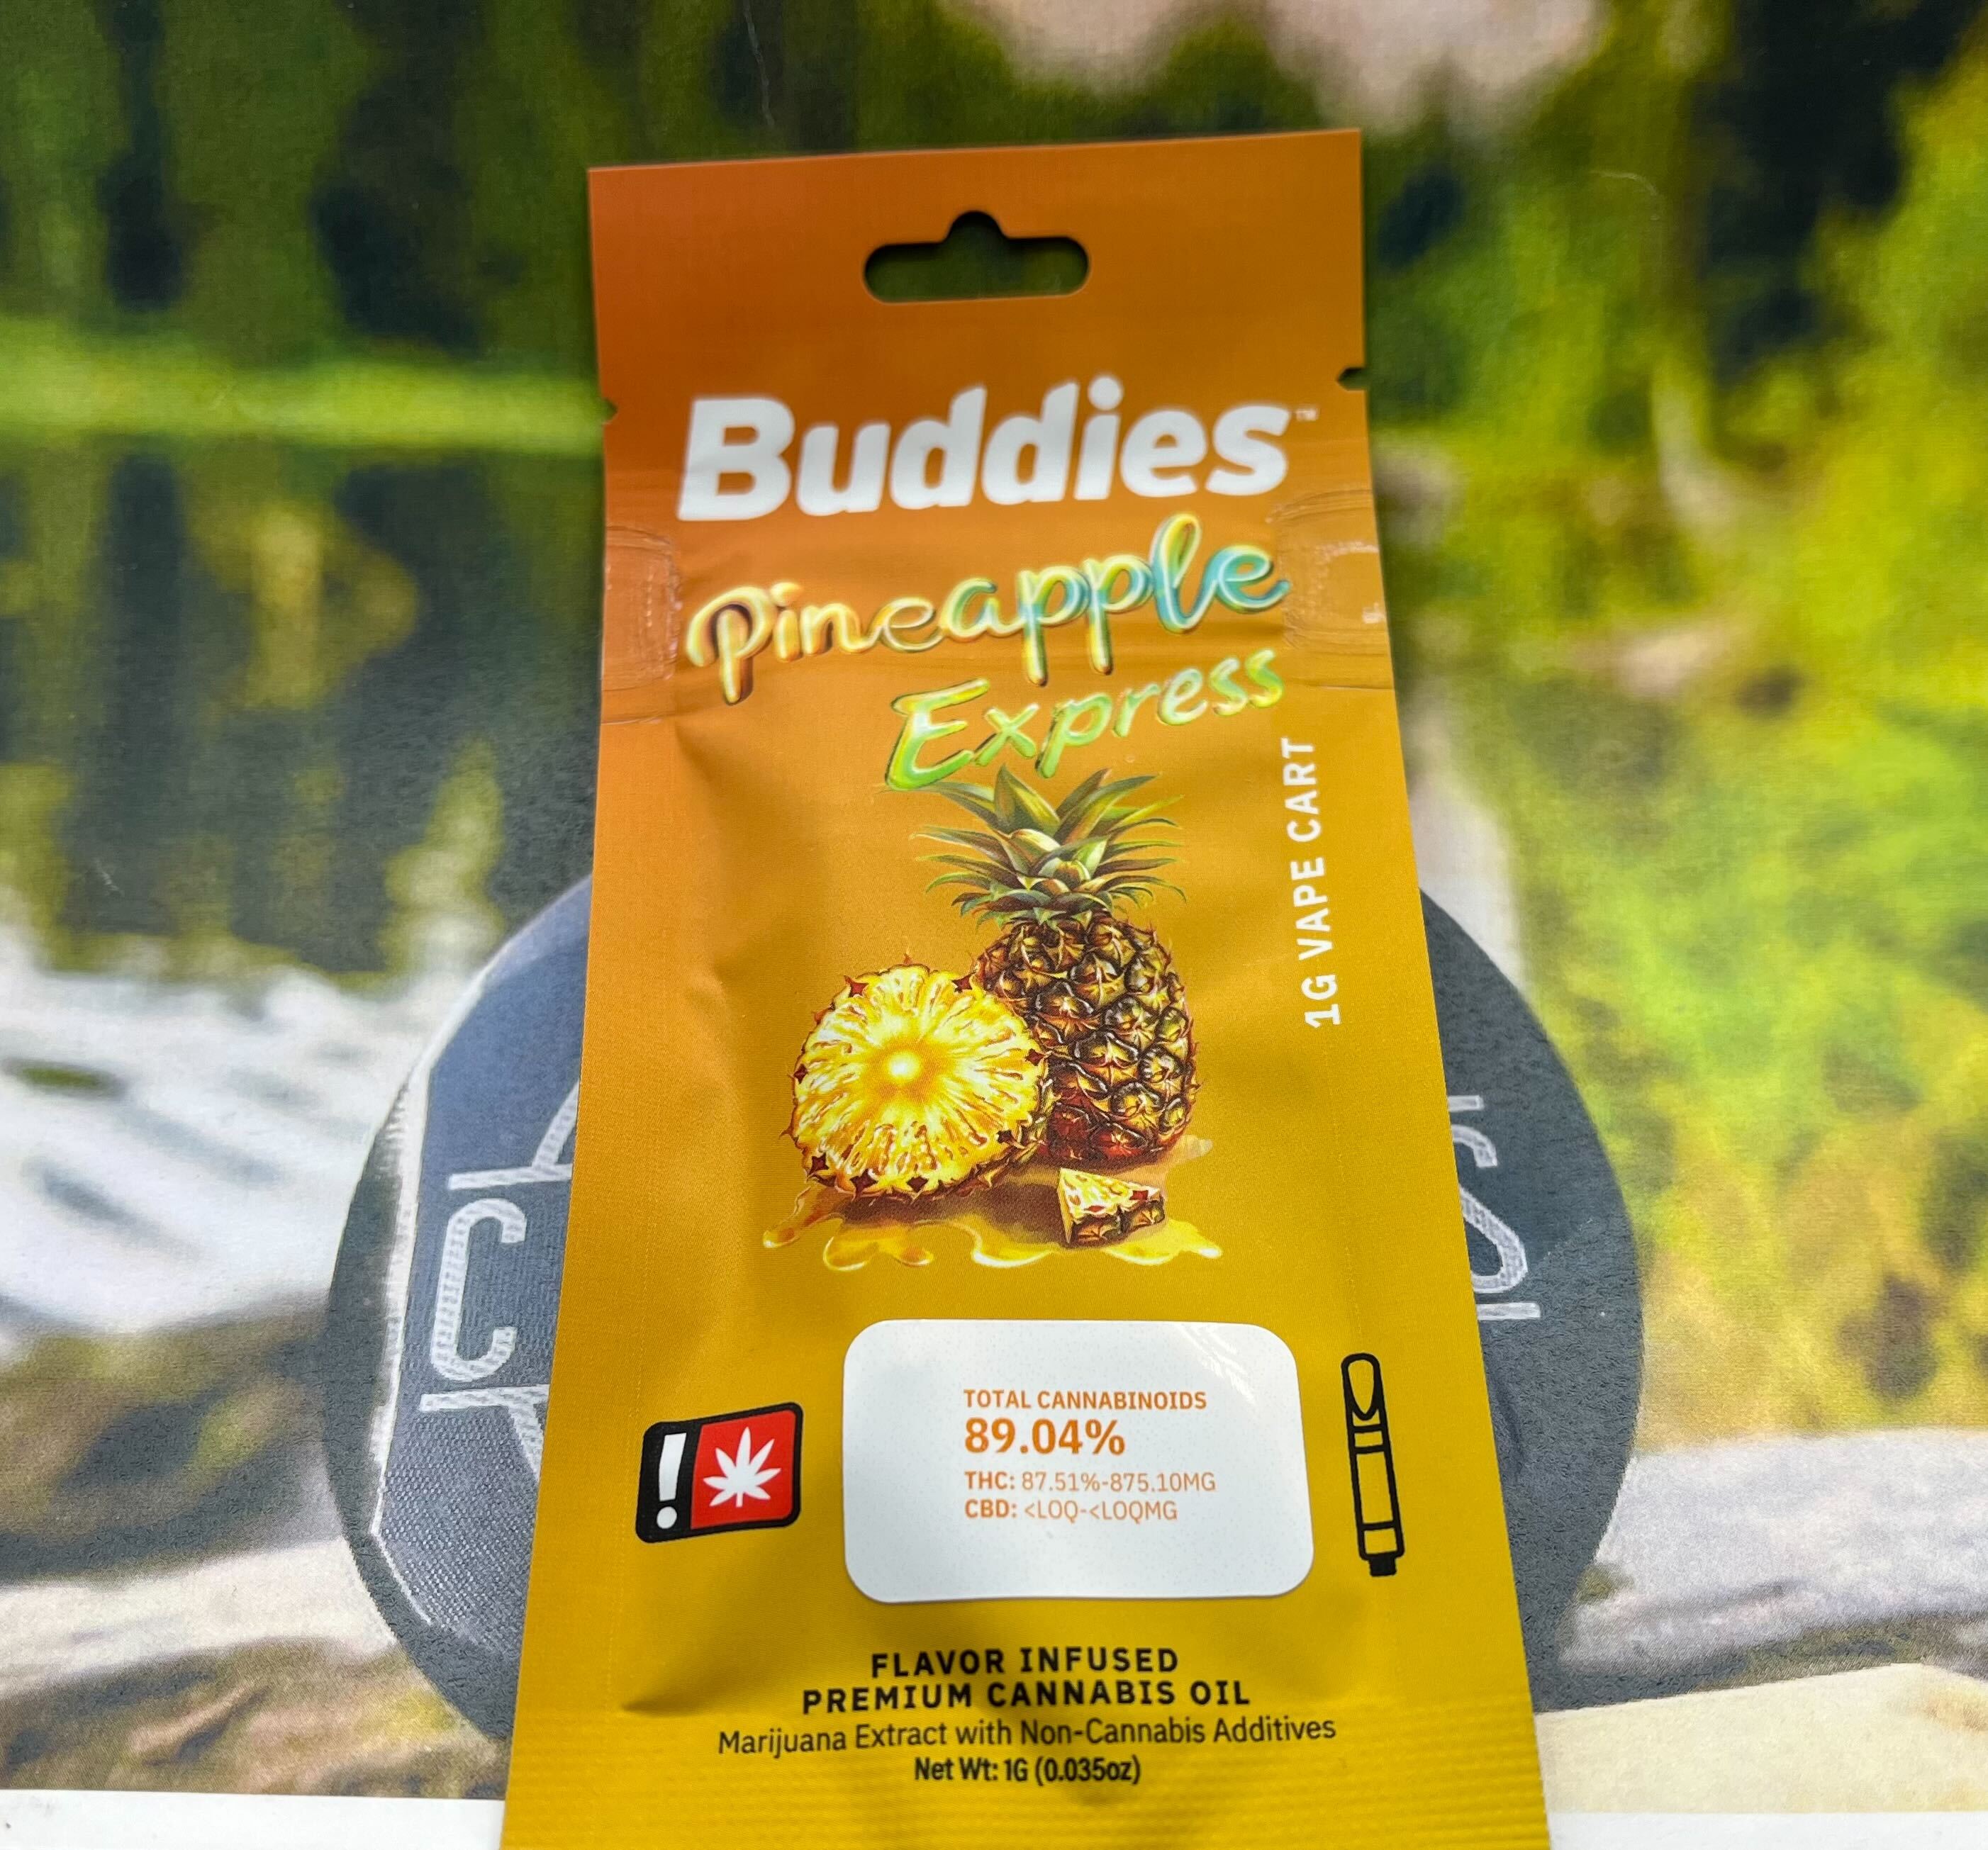 Buddies™
Pineapple
Express
1G VAPE CART
TOTAL CANNABINOIDS
89.04%
THC: 87.51%-875.10MG
CBD: <LOQ-<LOQMG
!
FLAVOR INFUSED
PREMIUM CANNABIS OIL
Marijuana Extract with Non-Cannabis Additives
Net Wt: 1G (0.035oz)